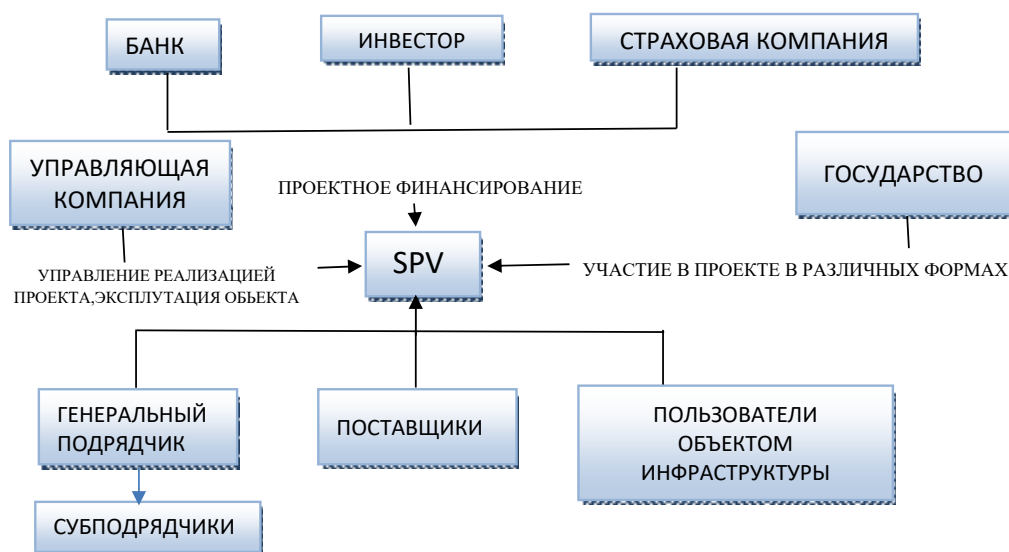 БАНК
ИНВЕСТОР
СТРАХОВАЯ КОМПАНИЯ
УПРАВЛЯЮЩАЯ
КОМПАНИЯ
ГОСУДАРСТВО
ПРОЕКТНОЕ ФИНАНСИРОВАНИЕ
SPV
УПРАВЛЕНИЕ РЕАЛИЗАЦИЕЙ
ПРОЕКТА,ЭКСПЛУТАЦИЯ ОБЬЕКТА
УЧАСТИЕ В ПРОЕКТЕ В РАЗЛИЧНЫХ ФОРМАХ
ГЕНЕРАЛЬНЫЙ
ПОДРЯДЧИК
ПОСТАВЩИКИ
ПОЛЬЗОВАТЕЛИ
ОБЪЕКТОМ
ИНФРАСТРУКТУРЫ
СУБПОДРЯДЧИКИ